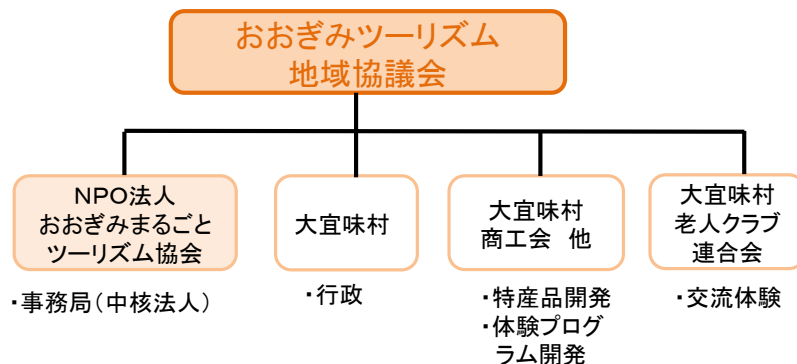 おおぎみツーリズム
地域協議会
NPO法人
おおぎみまるごと
ツーリズム協会
大宜味村
大宜味村
商工会 他
大宜味村
老人クラブ
連合会
・事務局(中核法人)
・行政
・特産品開発
・体験プログ
ラム開発
・交流体験